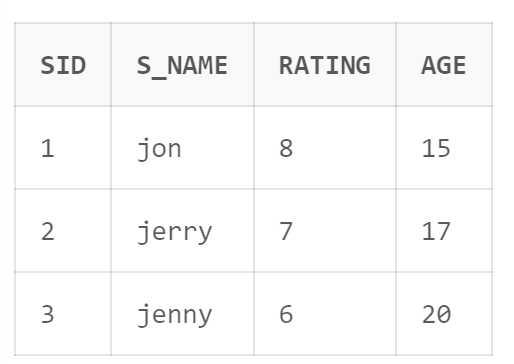 SID S_NAME RATING AGE
1 jon 8 15
2 jerry 7 17
3 jenny 6 20